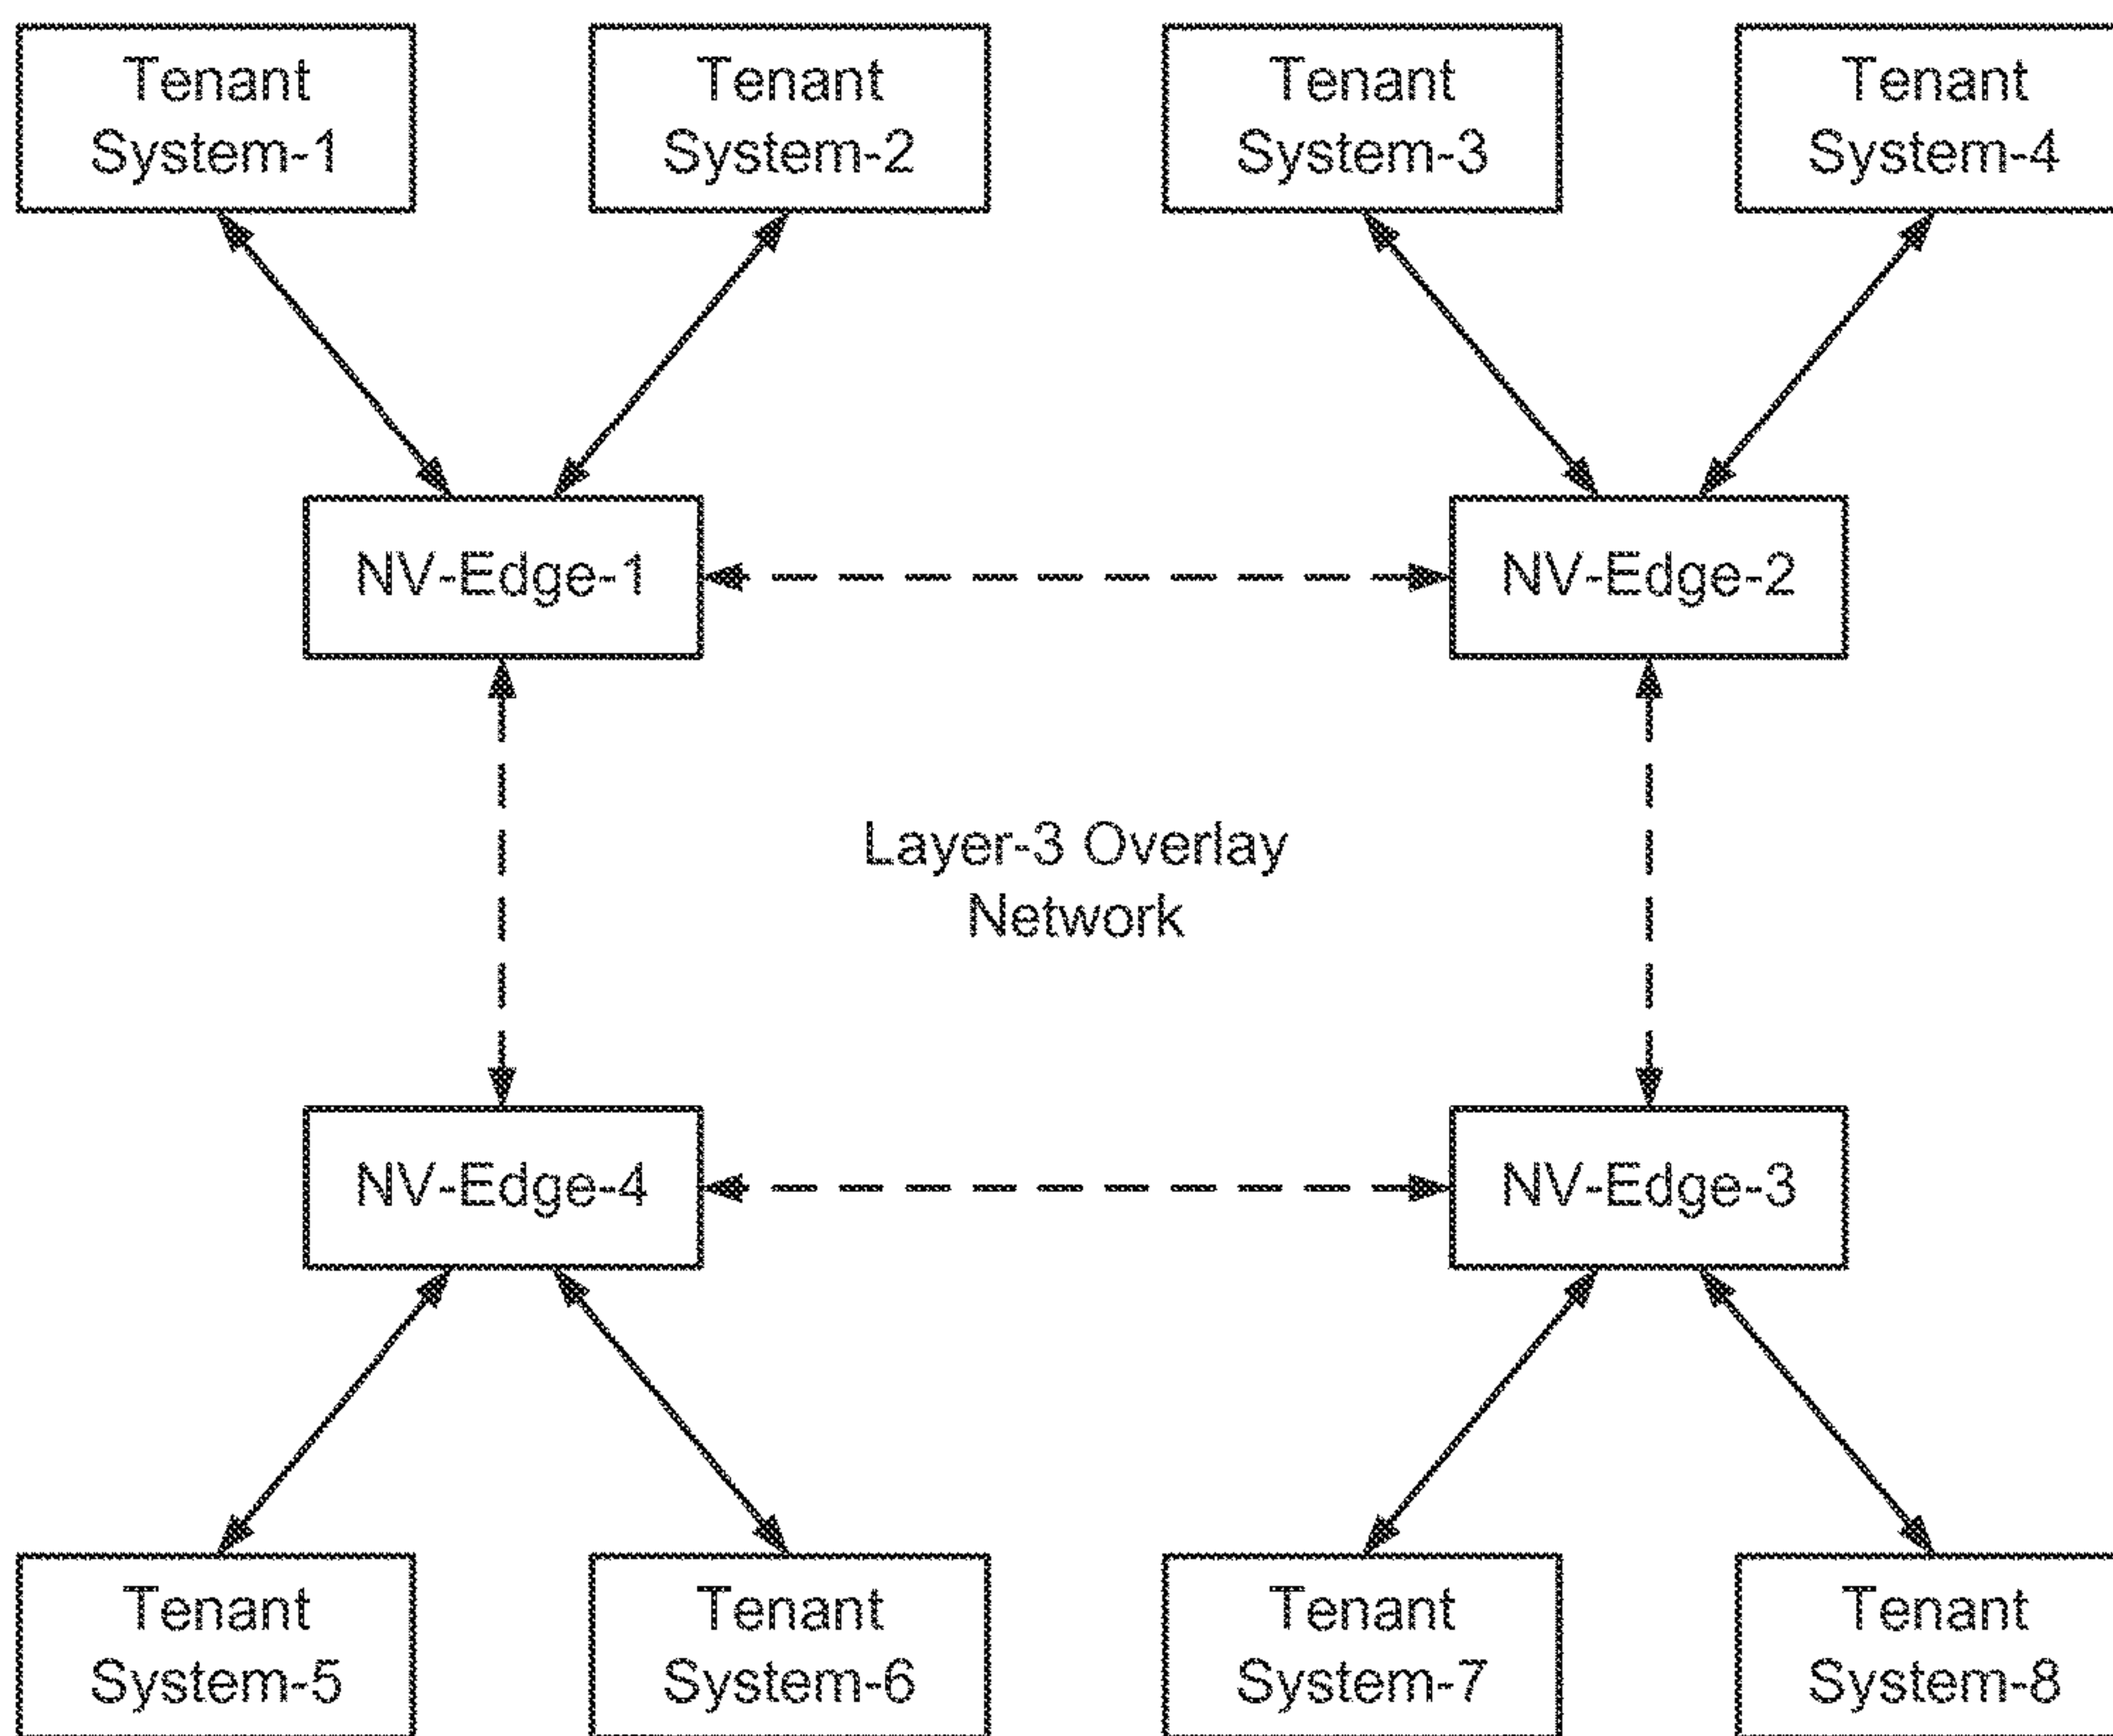 Tenant
System-1
Tenant
System-2
Tenant
System-3
Tenant
System-4
NV-Edge-1
NV-Edge-2
Layer-3 Overlay
Network
NV-Edge-4
NV-Edge-3
Tenant
System-5
Tenant
System-6
Tenant
System-7
Tenant
System-8